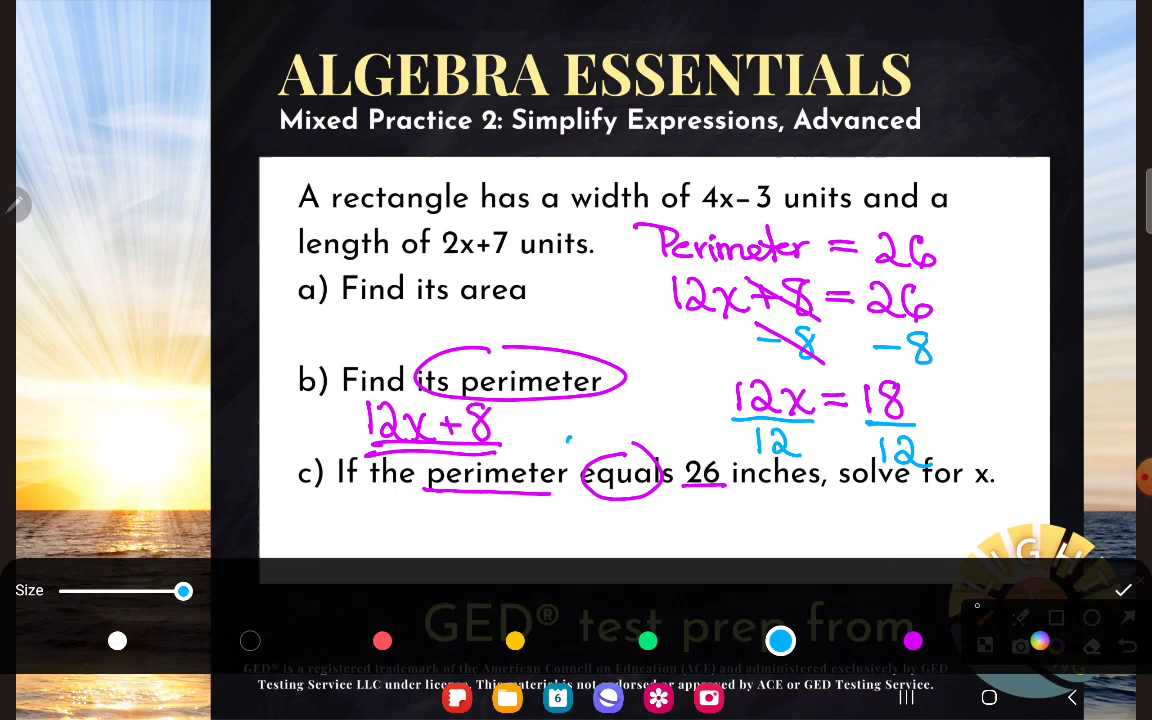 ALGEBRA ESSENTIALS
Mixed Practice 2: Simplify Expressions, Advanced
A rectangle has a width of 4x–3 units and a
length of 2x+7 units.
Perimeter = 26
a) Find its area
12x+8 = 26
-8 -8
b) Find its perimeter
12x+8
12x = 18
12 12
c) If the perimeter equals 26 inches, solve for x.
Size
GED® test prep from
GED® is a registered trademark of the American Council on Education (ACE) and administered exclusively by GED
Testing Service LLC under license. This material is not endorsed or approved by ACE or GED Testing Service.
6